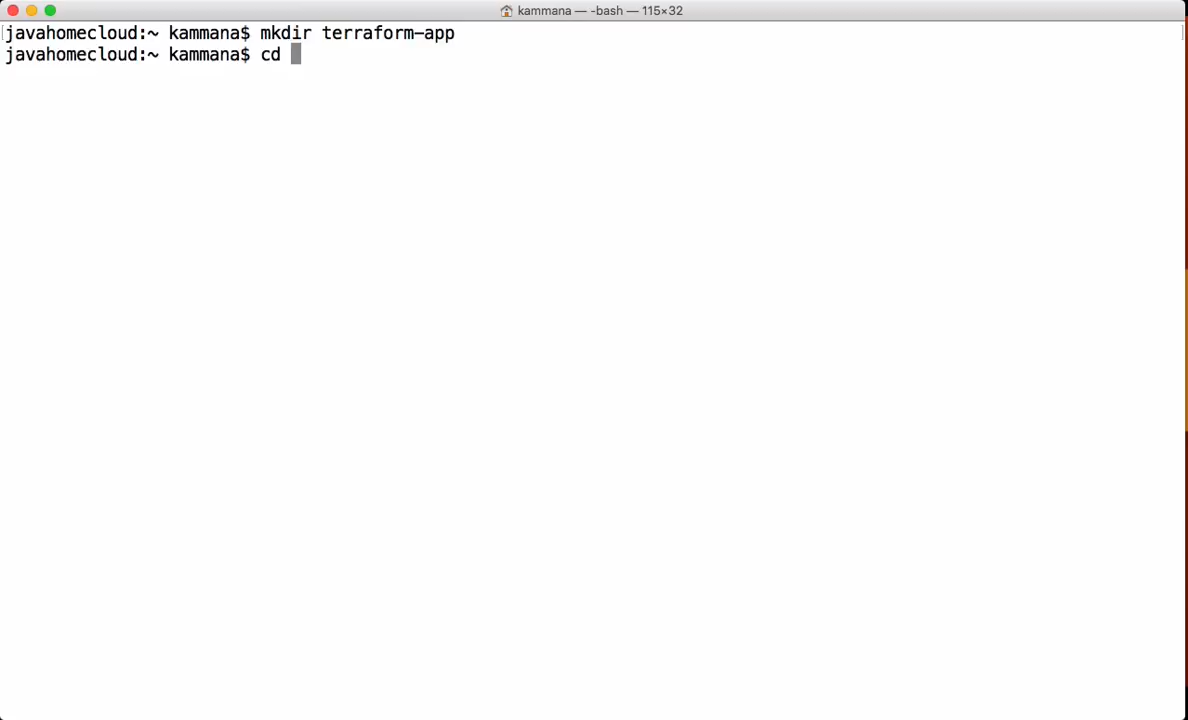 kammana — -bash — 115×32
javahomecloud:~ kammana$ mkdir terraform-app
javahomecloud:~ kammana$ cd